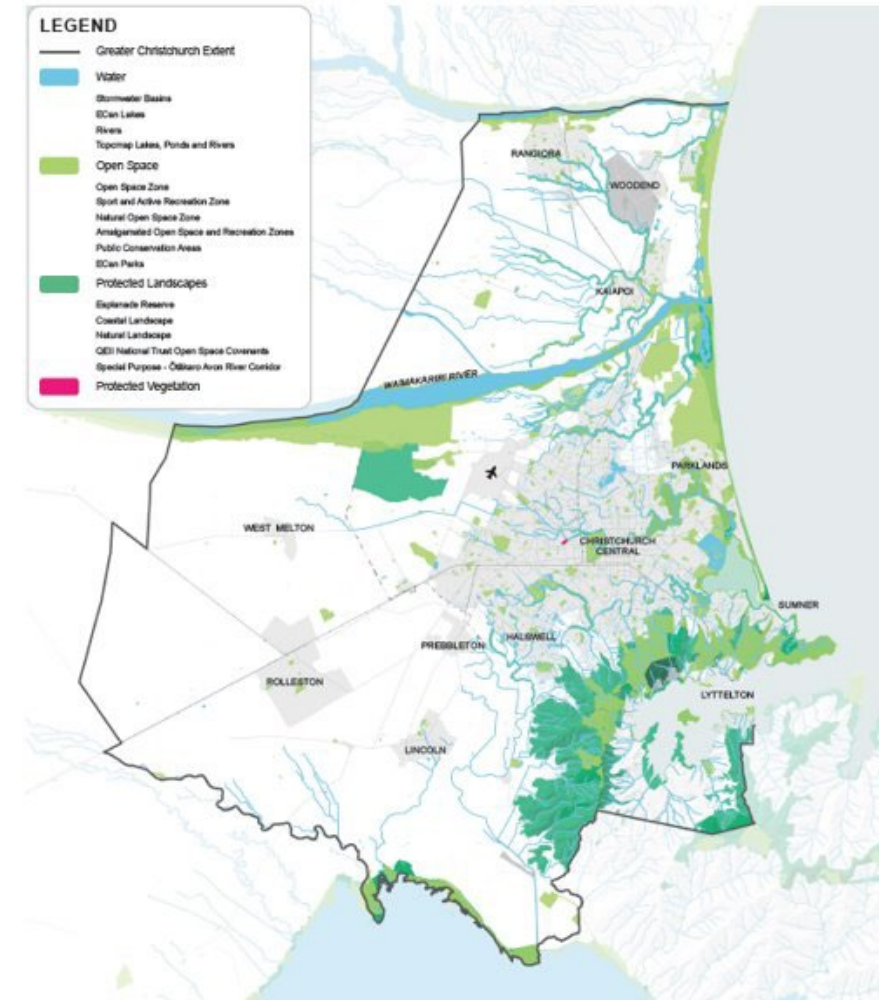 LEGEND
Greater Christchurch Extent
Water
Stormwater Basins
ECan Lakes
Rivers
Topomap Lakes, Ponds and Rivers
Open Space
Open Space Zone
Sport and Active Recreation Zone
Natural Open Space Zone
Amalgamated Open Space and Recreation Zones
Public Conservation Areas
ECan Parks
Protected Landscapes
Esplanade Reserve
Coastal Landscape
Natural Landscape
QEII National Trust Open Space Covenants
Special Purpose - Ōtākaro Avon River Corridor
Protected Vegetation
RANGIORA
WOODEND
KAIAPOI
WAIMAKARIRI RIVER
PARKLANDS
WEST MELTON
CHRISTCHURCH
CENTRAL
SUMNER
HALSWELL
PREBBLETON
ROLLESTON
LYTTELTON
LINCOLN